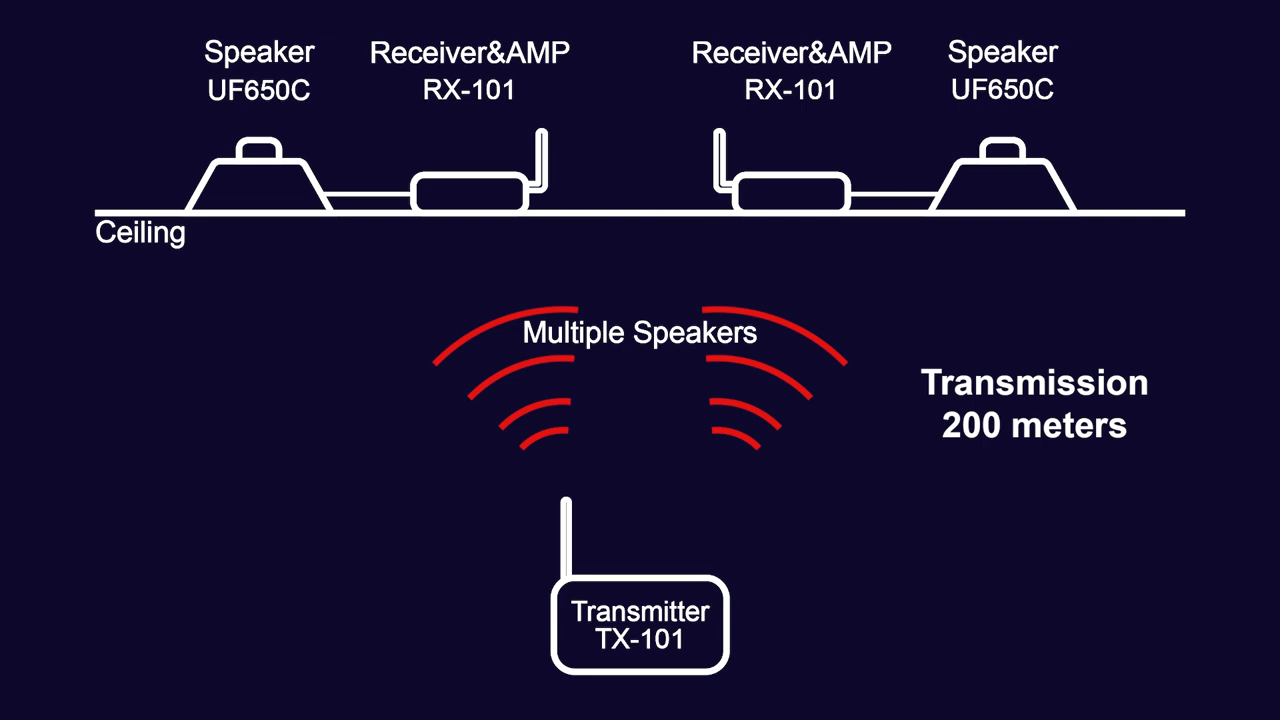 Speaker
UF650C
Receiver&AMP
RX-101
Receiver&AMP
RX-101
Speaker
UF650C
Ceiling
Multiple Speakers
Transmission
200 meters
Transmitter
TX-101